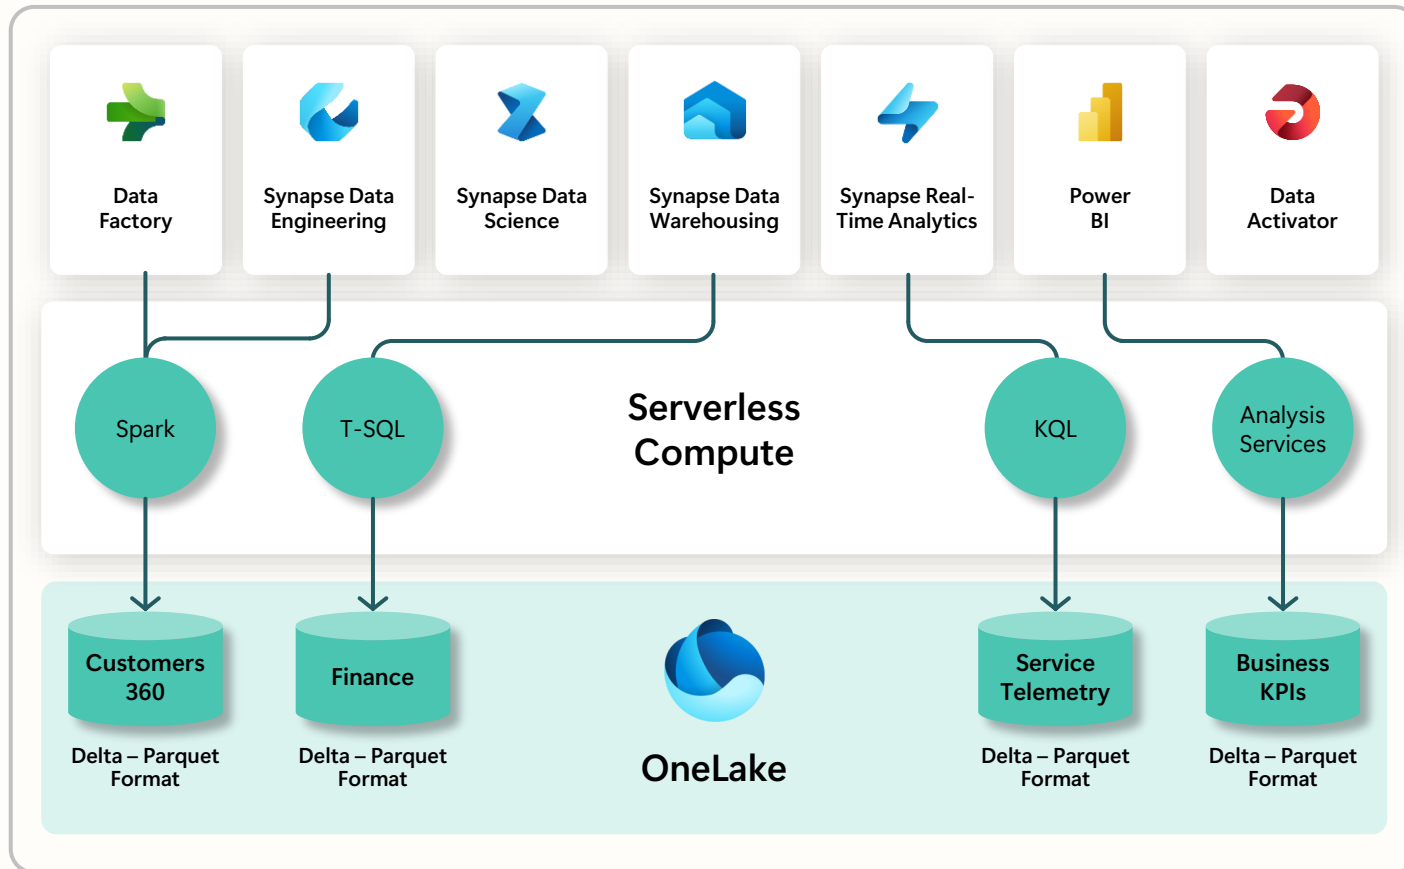 Data
Factory
Synapse Data
Engineering
Synapse Data
Science
Synapse Data
Warehousing
Synapse Real-
Time Analytics
Power
BI
Data
Activator
Spark
T-SQL
Serverless
Compute
KQL
Analysis
Services
Customers
360
Finance
Service
Telemetry
Business
KPIs
Delta – Parquet
Format
Delta – Parquet
Format
OneLake
Delta – Parquet
Format
Delta – Parquet
Format